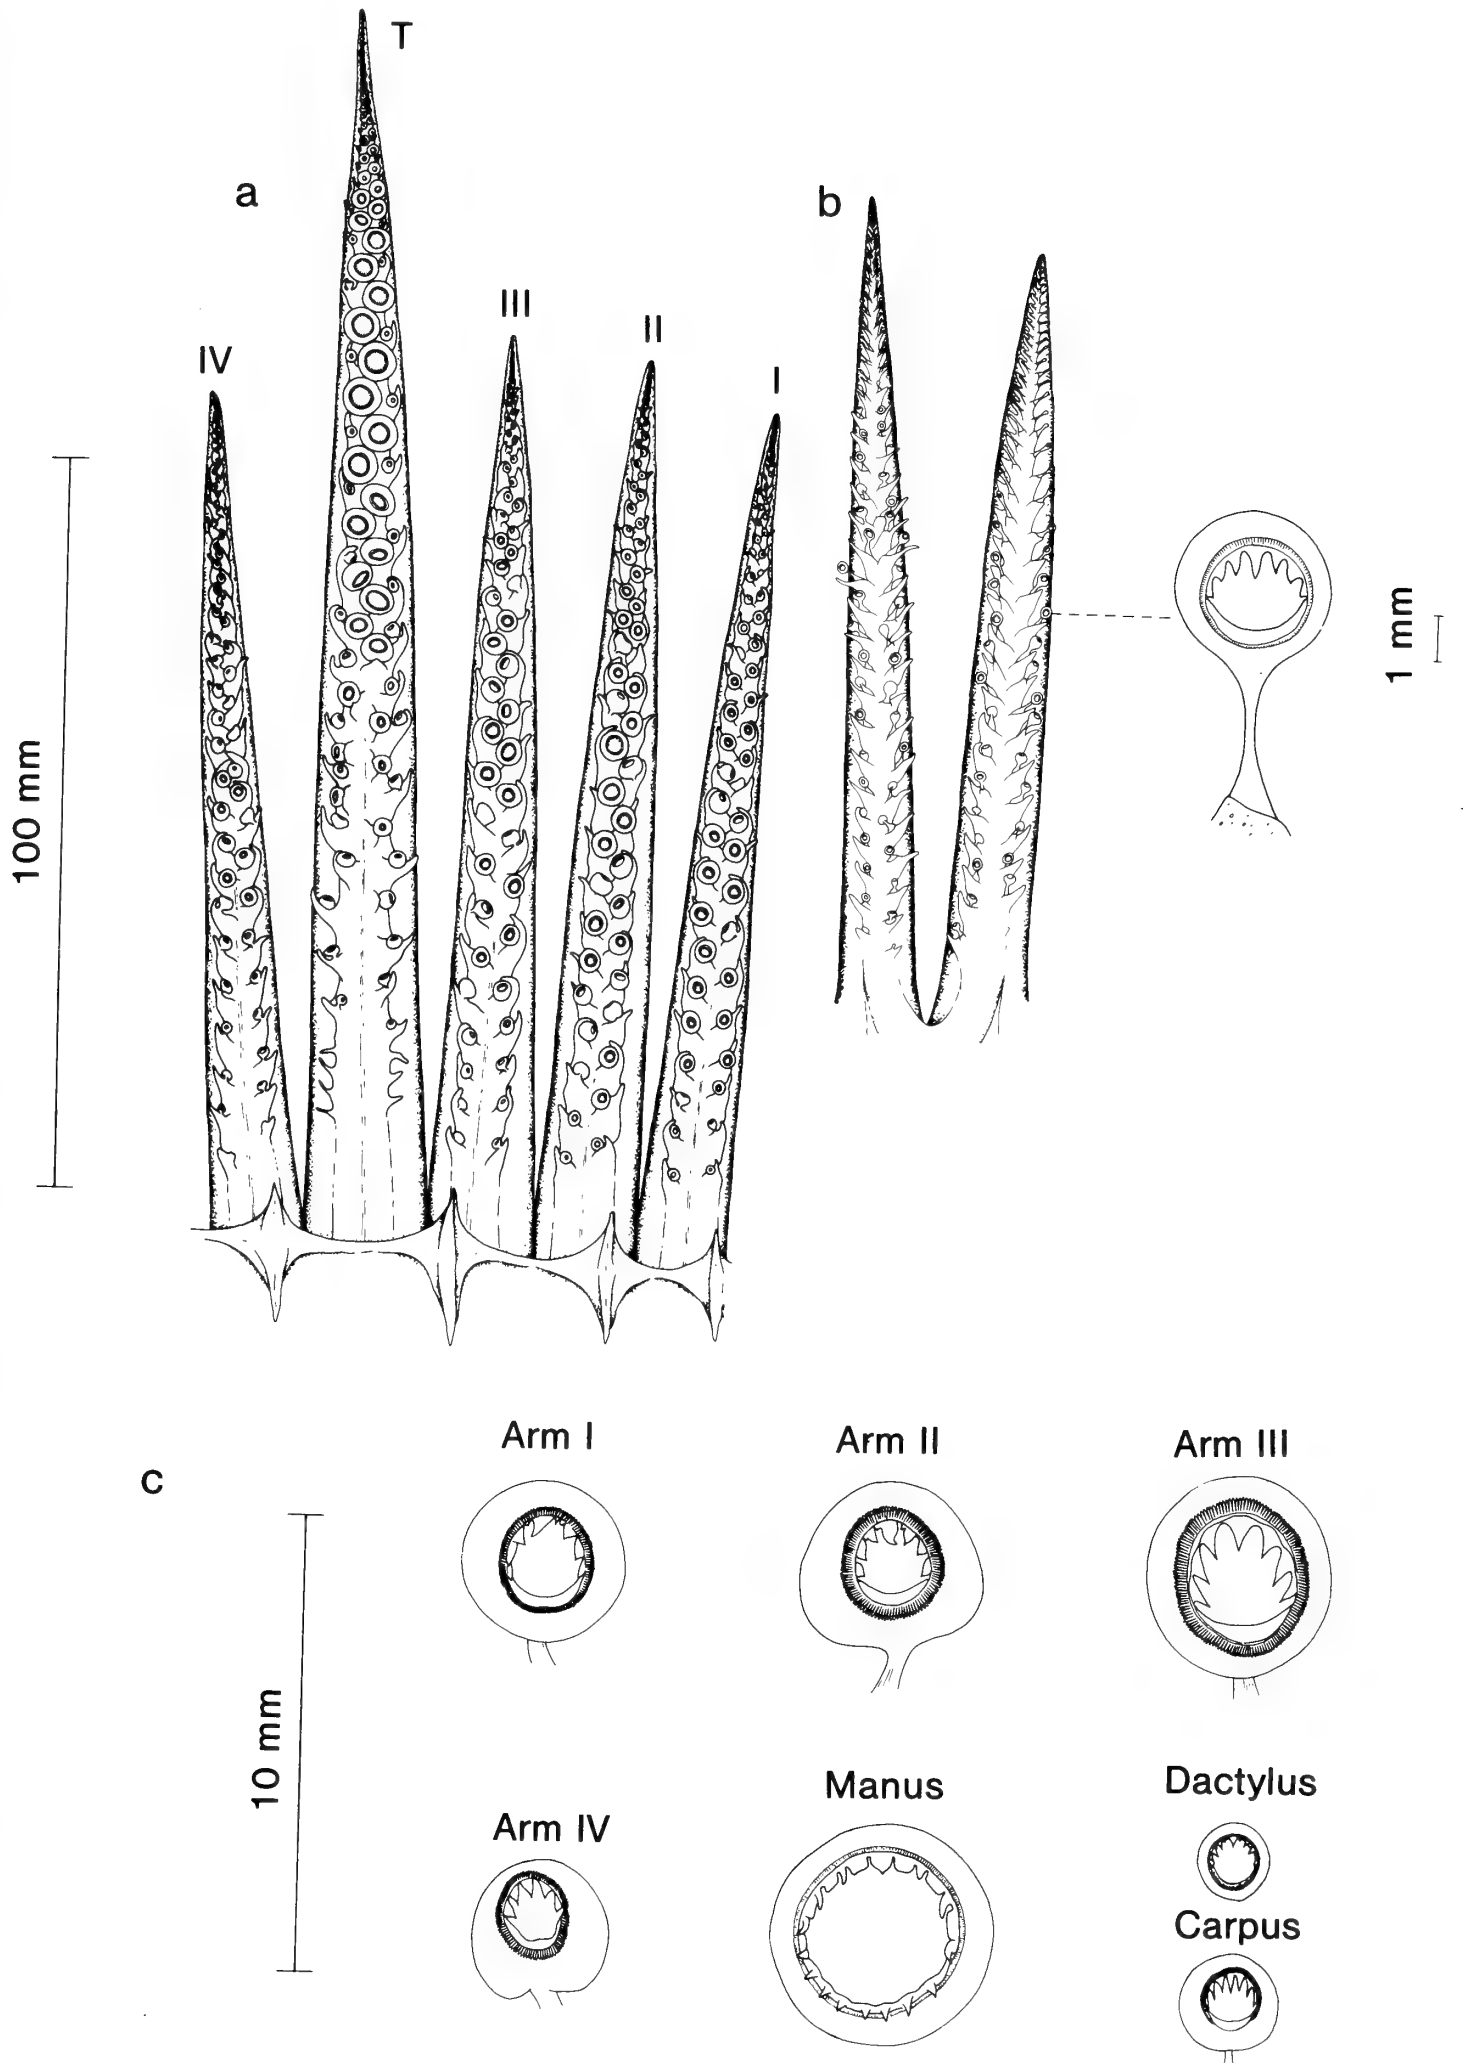 T
a
b
III
II
IV
I
100 mm
1 mm
Arm I
Arm II
Arm III
c
10 mm
Manus
Dactylus
Arm IV
Carpus